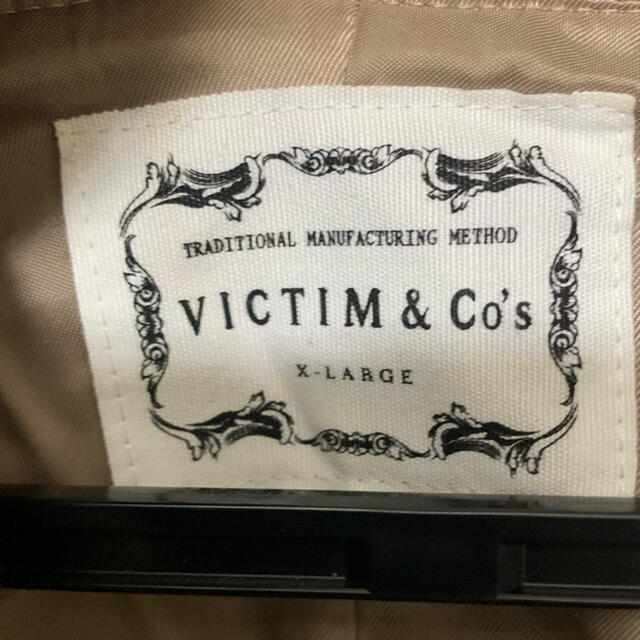 TRADITIONAL MANUFACTURING METHOD
VICTIM & Co's
X-LARGE